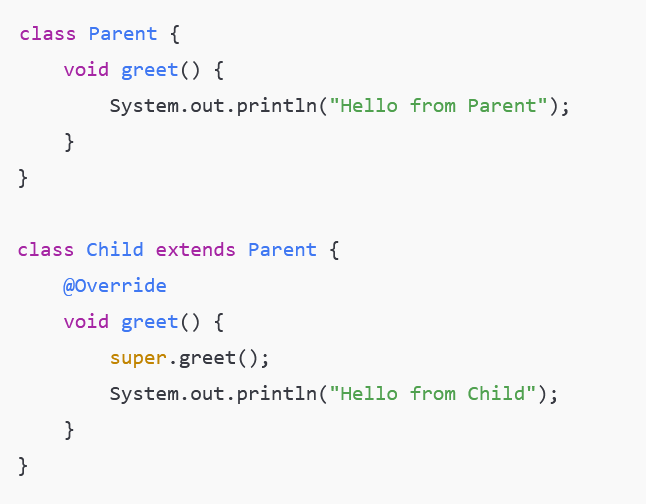 class Parent {
    void greet() {
        System.out.println("Hello from Parent");
    }
}

class Child extends Parent {
    @Override
    void greet() {
        super.greet();
        System.out.println("Hello from Child");
    }
}